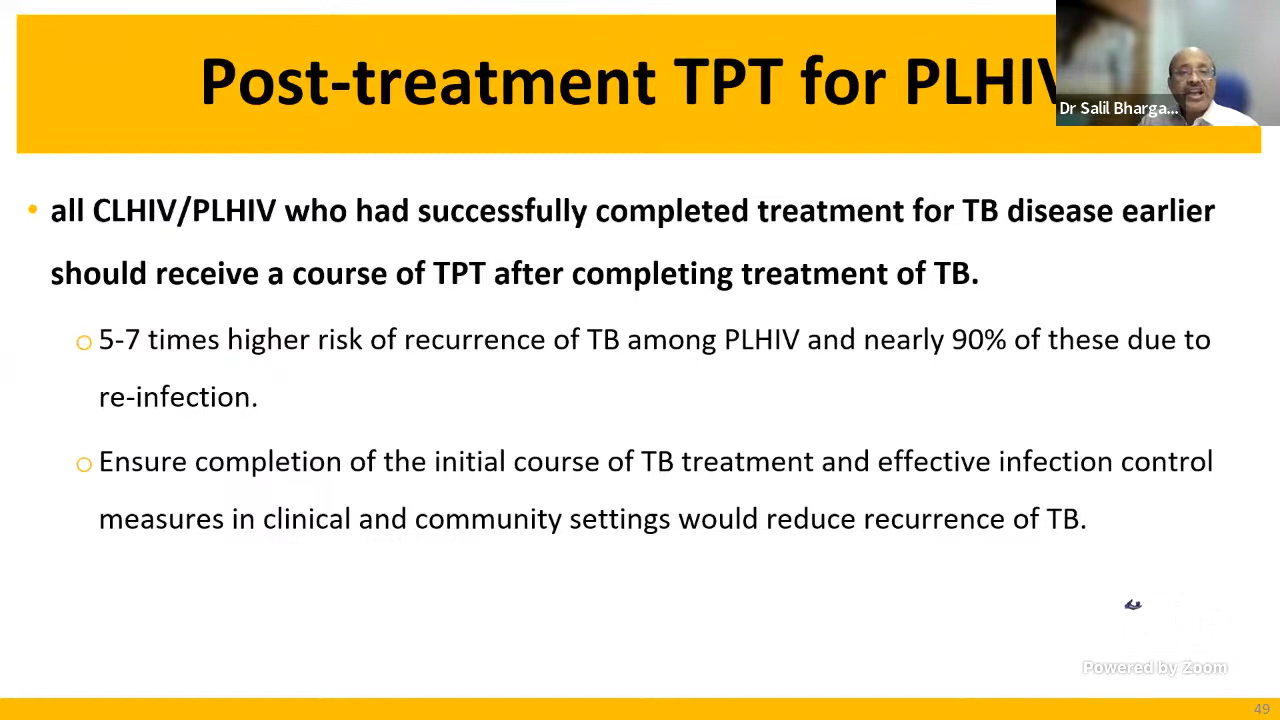 Post-treatment TPT for PLHIV
Dr Salil Bharga...
• all CLHIV/PLHIV who had successfully completed treatment for TB disease earlier
should receive a course of TPT after completing treatment of TB.
o 5-7 times higher risk of recurrence of TB among PLHIV and nearly 90% of these due to
re-infection.
o Ensure completion of the initial course of TB treatment and effective infection control
measures in clinical and community settings would reduce recurrence of TB.
Powered by Zoom
49